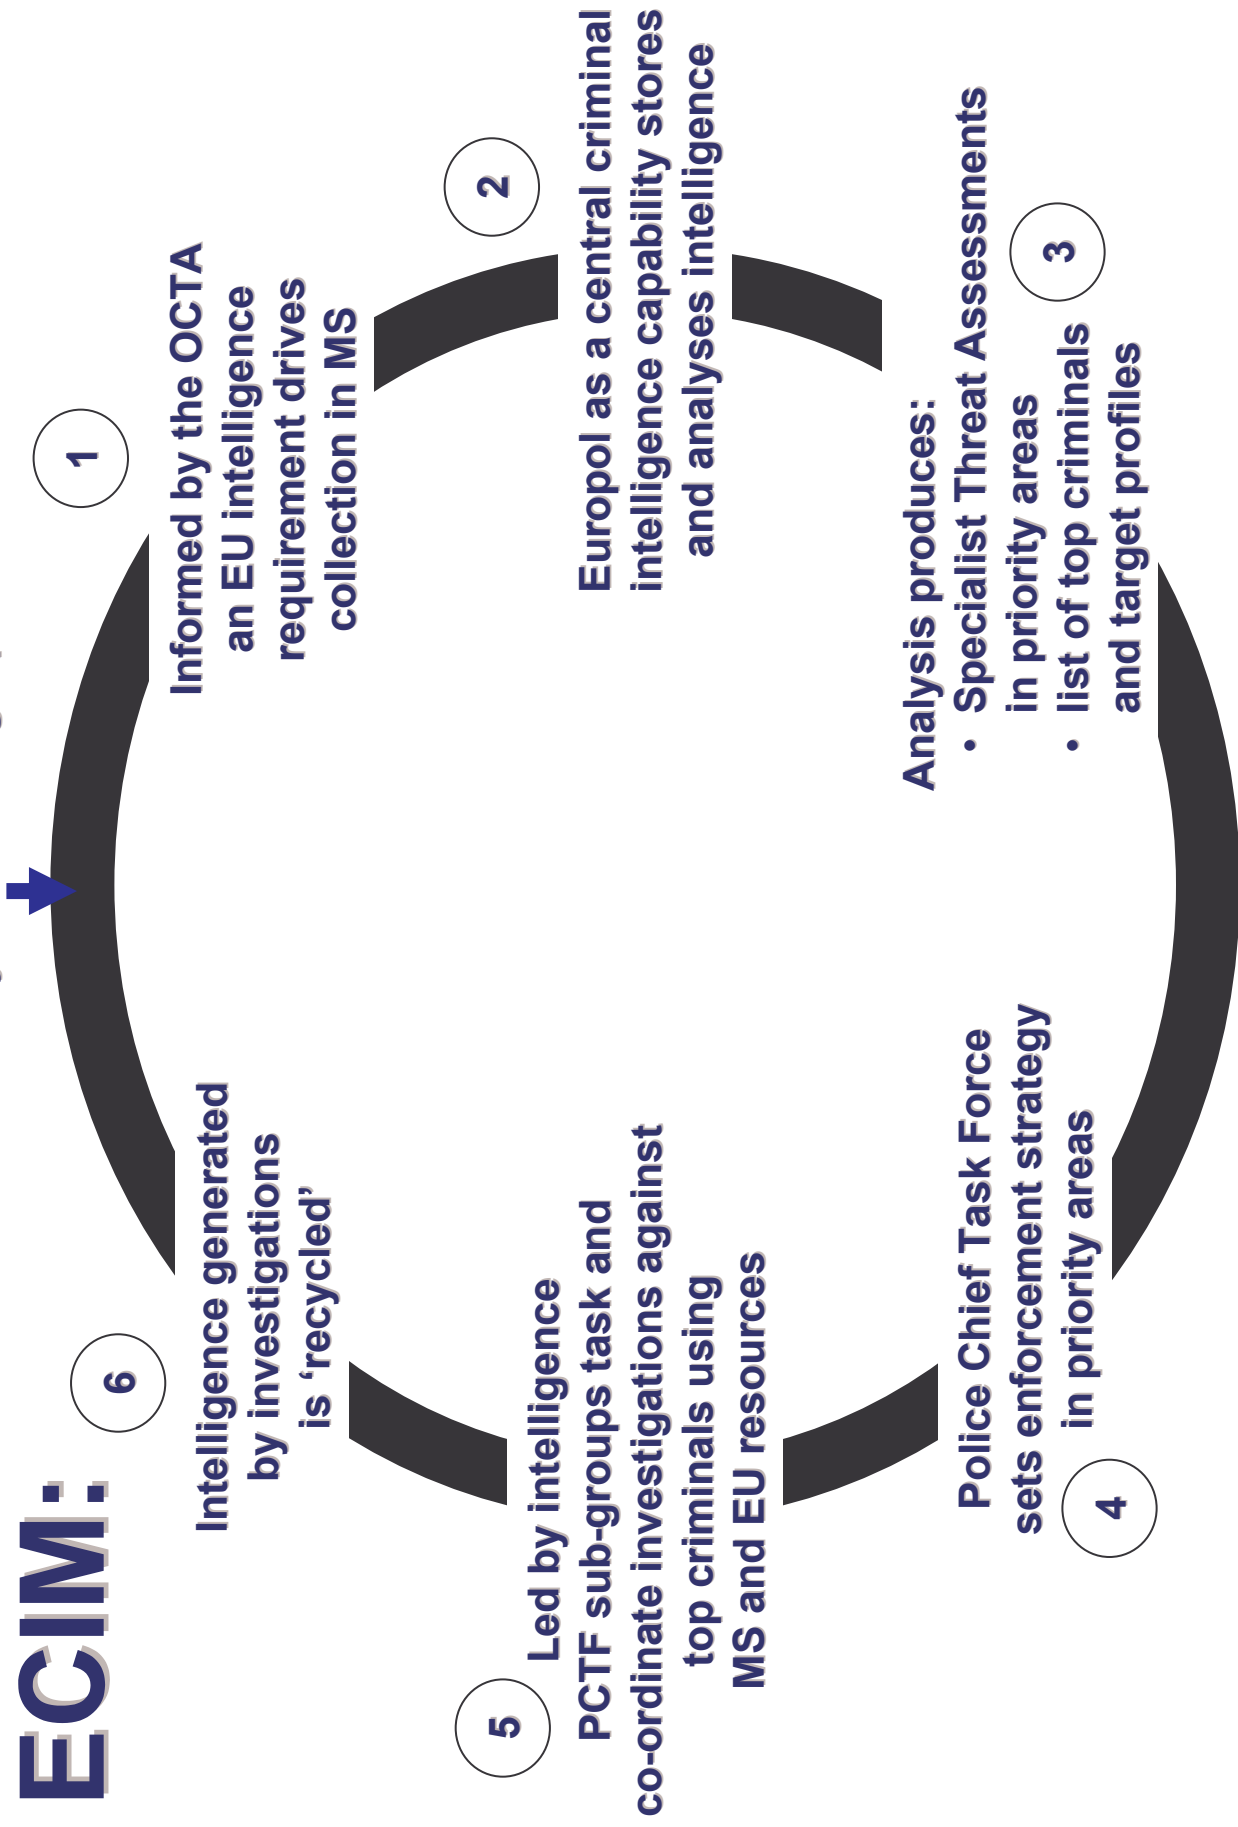 ECIM:
1
Informed by the OCTA
an EU intelligence
requirement drives
collection in MS
2
Europol as a central criminal
intelligence capability stores
and analyses intelligence
3
Analysis produces:
• Specialist Threat Assessments
in priority areas
• list of top criminals
and target profiles
Police Chief Task Force
sets enforcement strategy
in priority areas
4
5
Led by intelligence
PCTF sub-groups task and
co-ordinate investigations against
top criminals using
MS and EU resources
6
Intelligence generated
by investigations
is ‘recycled’